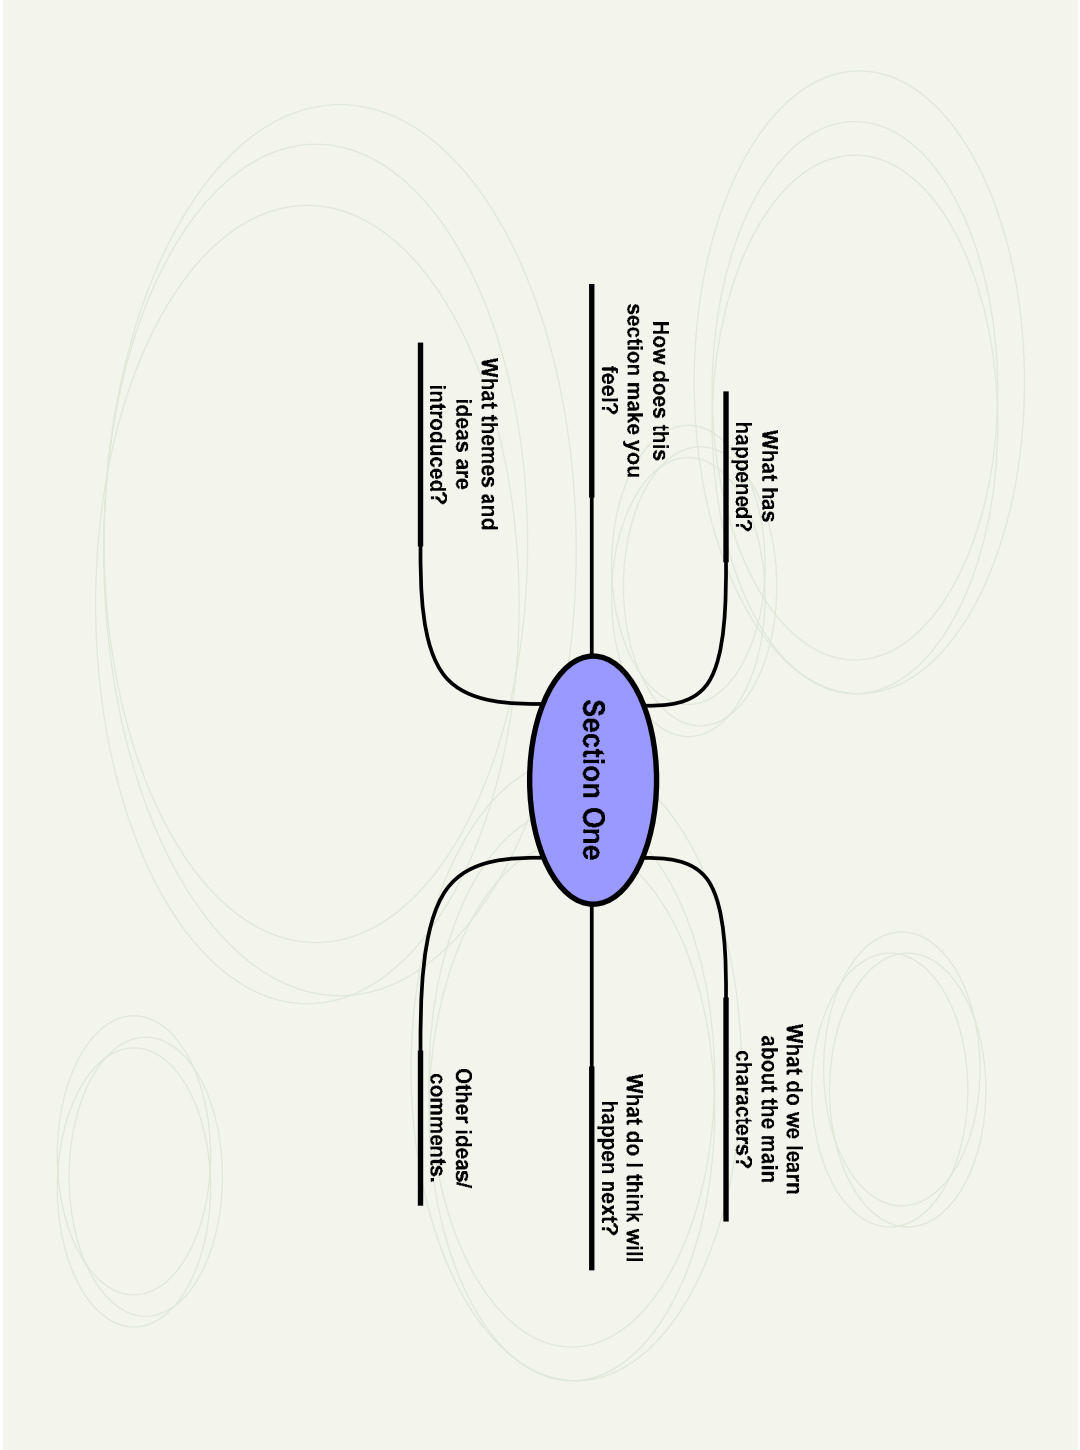 What has
happened?
How does this
section make you
feel?
What themes and
ideas are
introduced?
Section One
What do we learn
about the main
characters?
What do I think will
happen next?
Other ideas/
comments.